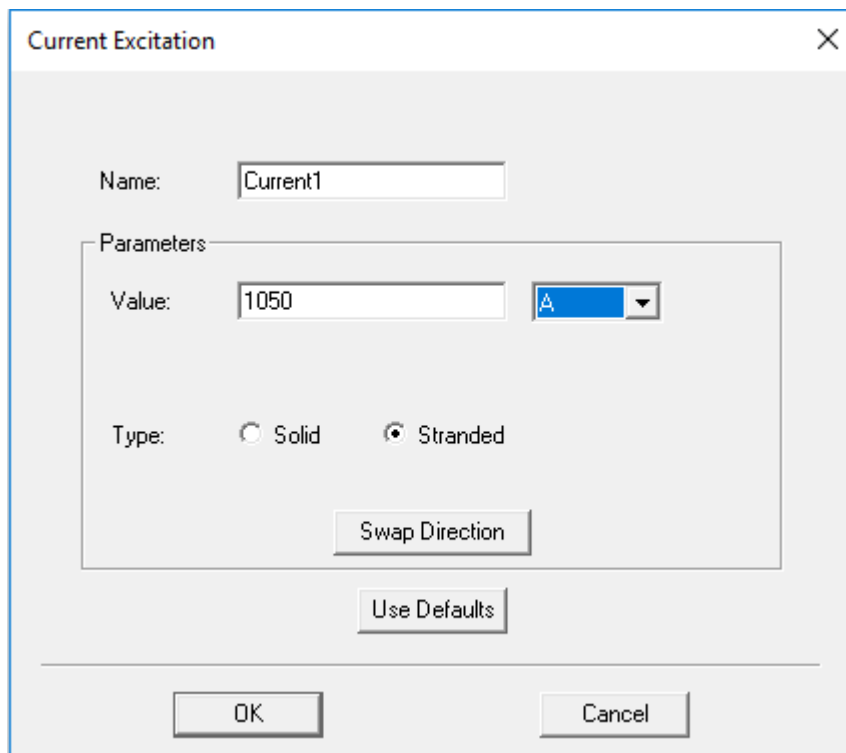 Current Excitation
Name: Current1
Parameters
Value: 1050 A
Type: Solid Stranded
Swap Direction
Use Defaults
OK Cancel